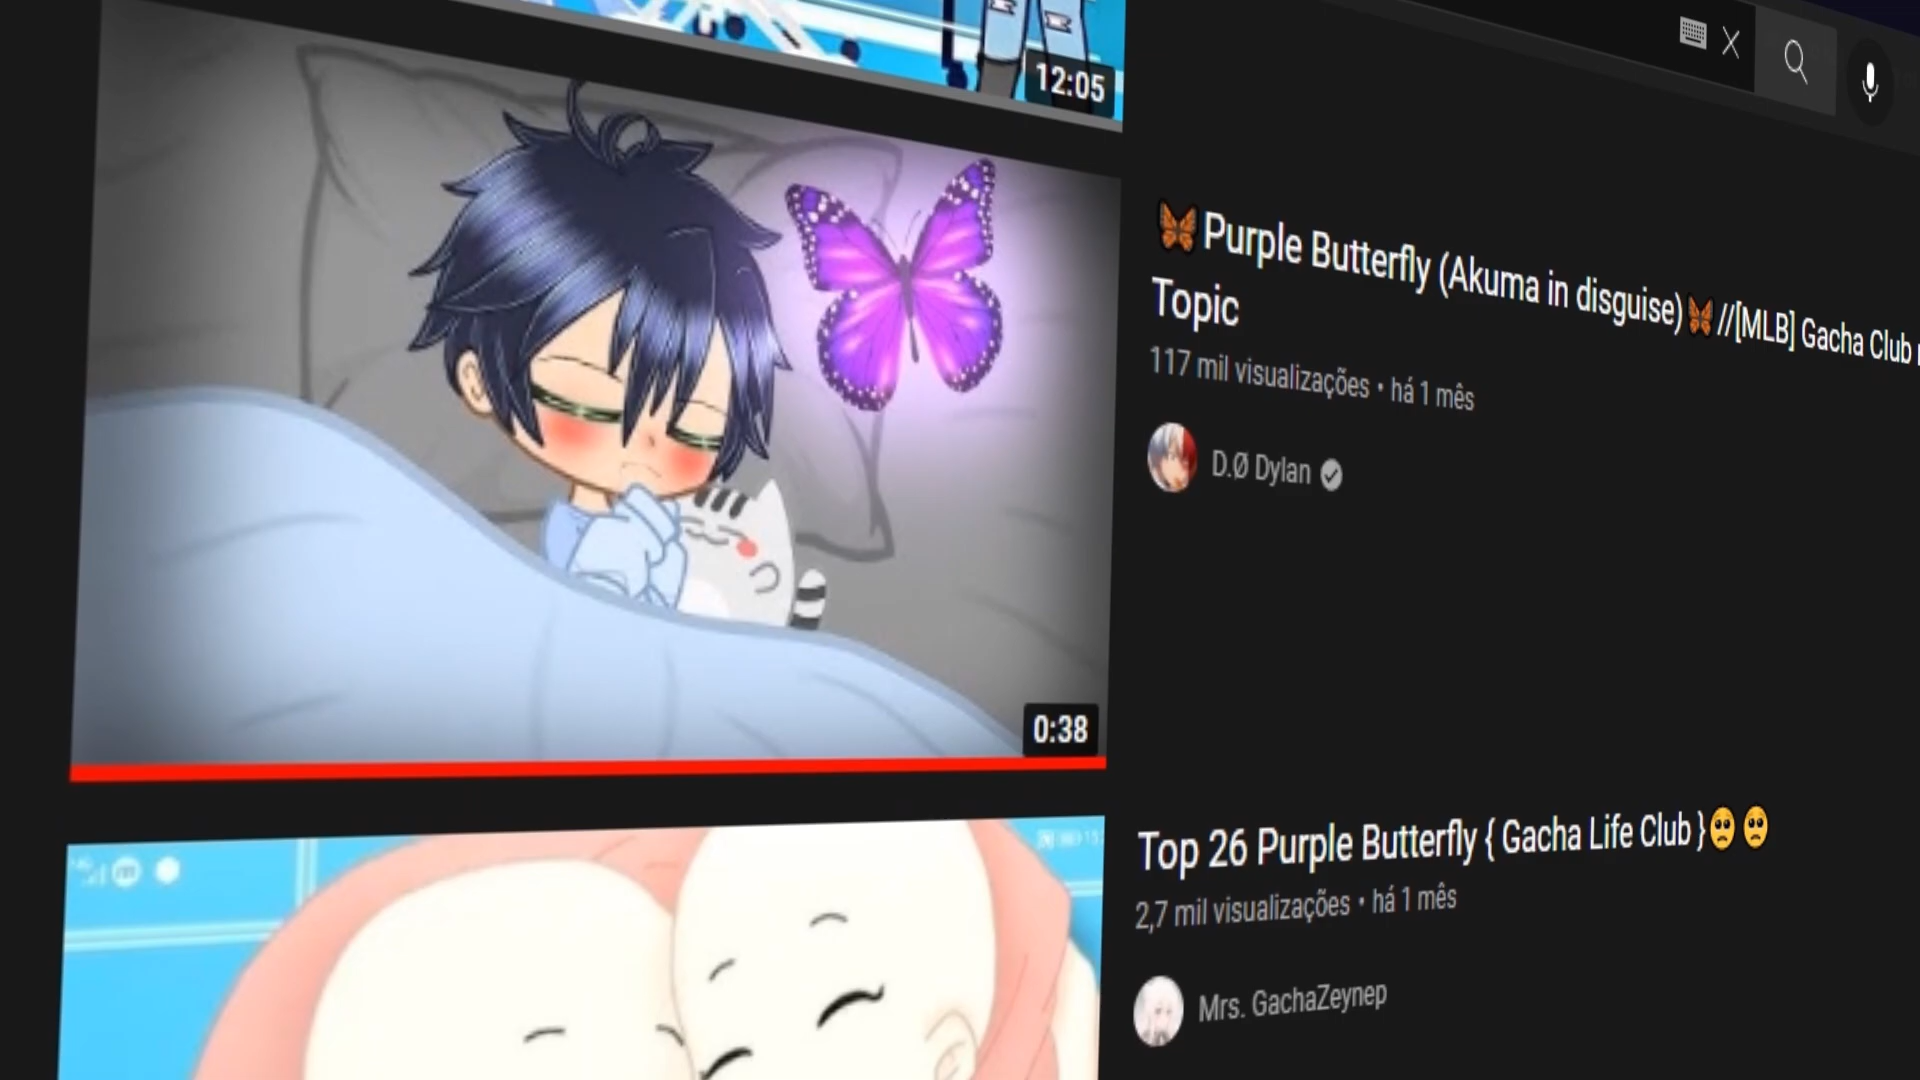 12:05
🦋Purple Butterfly (Akuma in disguise)🦋//[MLB] Gacha Club
Topic
117 mil visualizações • há 1 mês
D.Ø Dylan
0:38
Top 26 Purple Butterfly { Gacha Life Club }🥺🥺
2,7 mil visualizações • há 1 mês
Mrs. GachaZeynep